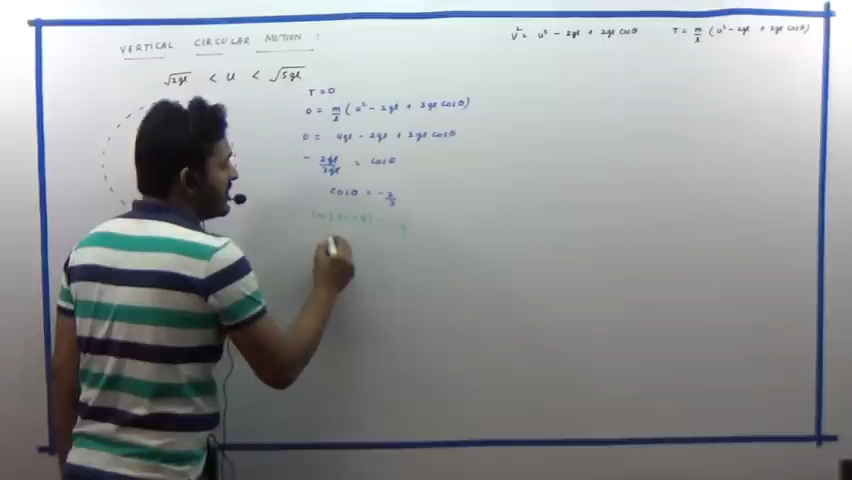 VERTICAL CIRCULAR MOTION :
V² = u² - 2gl + 2gl cosθ
T = m/l (u² - 2gl + 3gl cosθ)
√2gl < u < √5gl
T = 0
0 = m/l (u² - 2gl + 3gl cosθ)
0 = 4gl - 2gl + 3gl cosθ
- 2gl/3gl = cosθ
cosθ = - 2/3